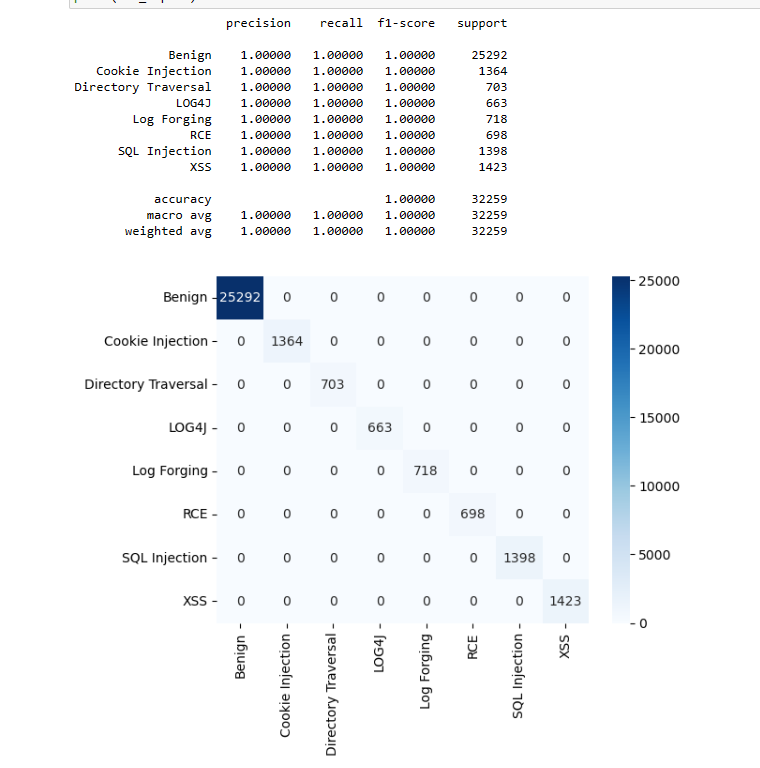 precision recall f1-score support
Benign 1.00000 1.00000 1.00000 25292
Cookie Injection 1.00000 1.00000 1.00000 1364
Directory Traversal 1.00000 1.00000 1.00000 703
LOG4J 1.00000 1.00000 1.00000 663
Log Forging 1.00000 1.00000 1.00000 718
RCE 1.00000 1.00000 1.00000 698
SQL Injection 1.00000 1.00000 1.00000 1398
XSS 1.00000 1.00000 1.00000 1423
accuracy 1.00000 32259
macro avg 1.00000 1.00000 1.00000 32259
weighted avg 1.00000 1.00000 1.00000 32259
Benign 25292 0 0 0 0 0 0 0
Cookie Injection 0 1364 0 0 0 0 0 0
Directory Traversal 0 0 703 0 0 0 0 0
LOG4J 0 0 0 663 0 0 0 0
Log Forging 0 0 0 0 718 0 0 0
RCE 0 0 0 0 0 698 0 0
SQL Injection 0 0 0 0 0 0 1398 0
XSS 0 0 0 0 0 0 0 1423
Benign
Cookie Injection
Directory Traversal
LOG4J
Log Forging
RCE
SQL Injection
XSS
25000
20000
15000
10000
5000
0